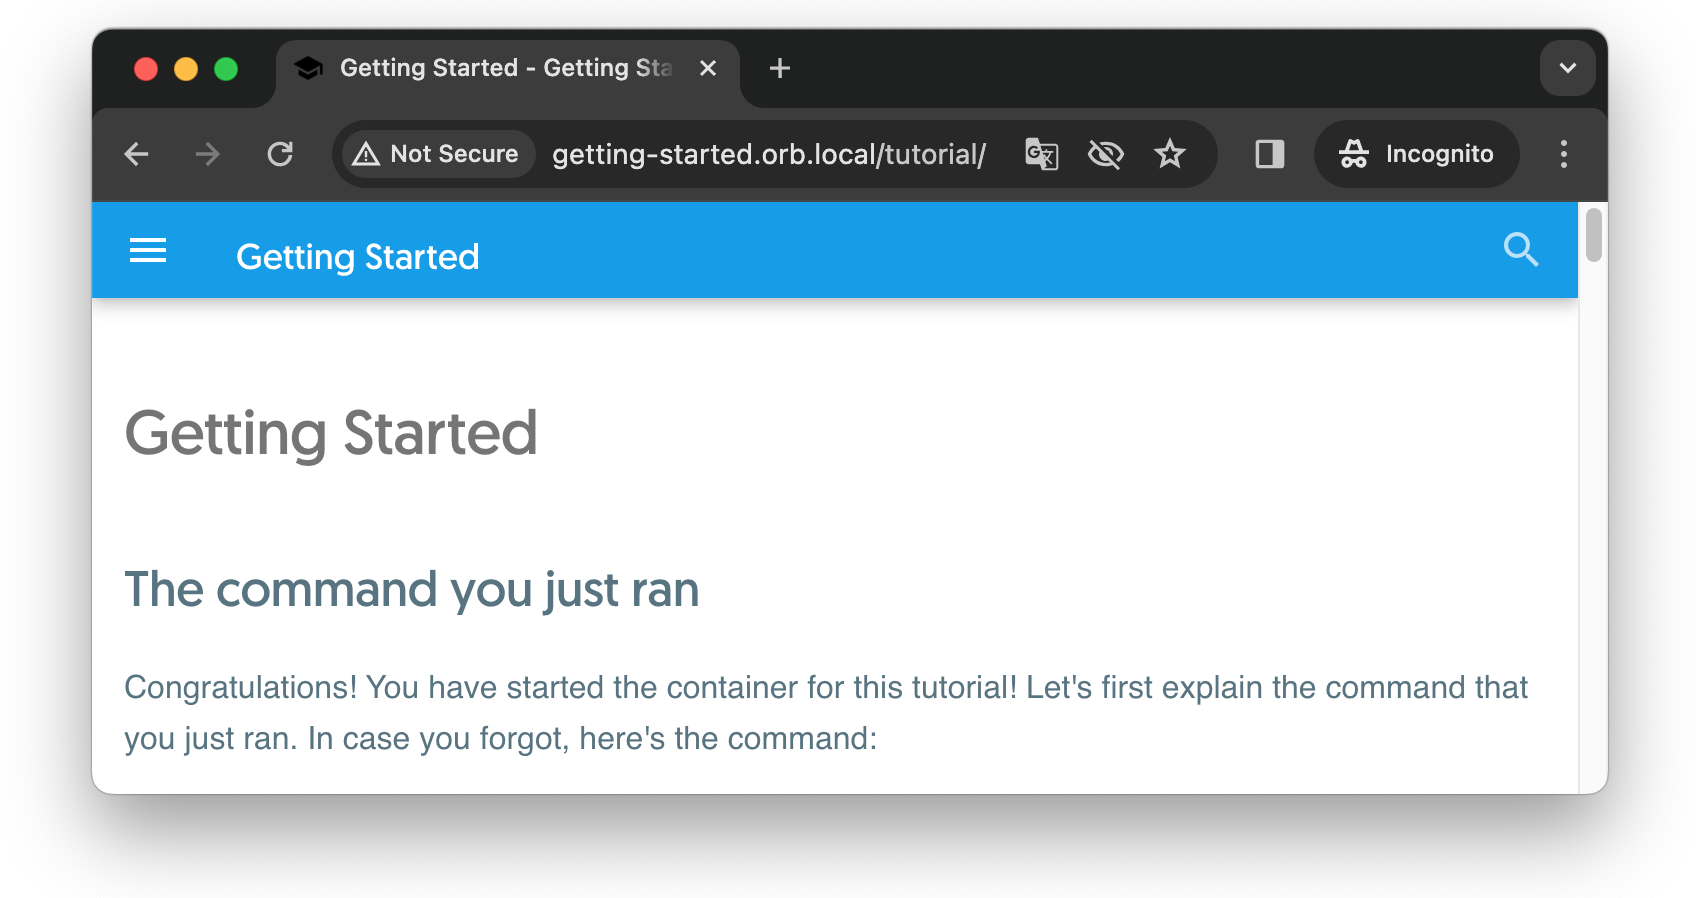 Getting Started - Getting Sta
Not Secure
getting-started.orb.local/tutorial/
Incognito
Getting Started
Getting Started
The command you just ran
Congratulations! You have started the container for this tutorial! Let's first explain the command that
you just ran. In case you forgot, here's the command: